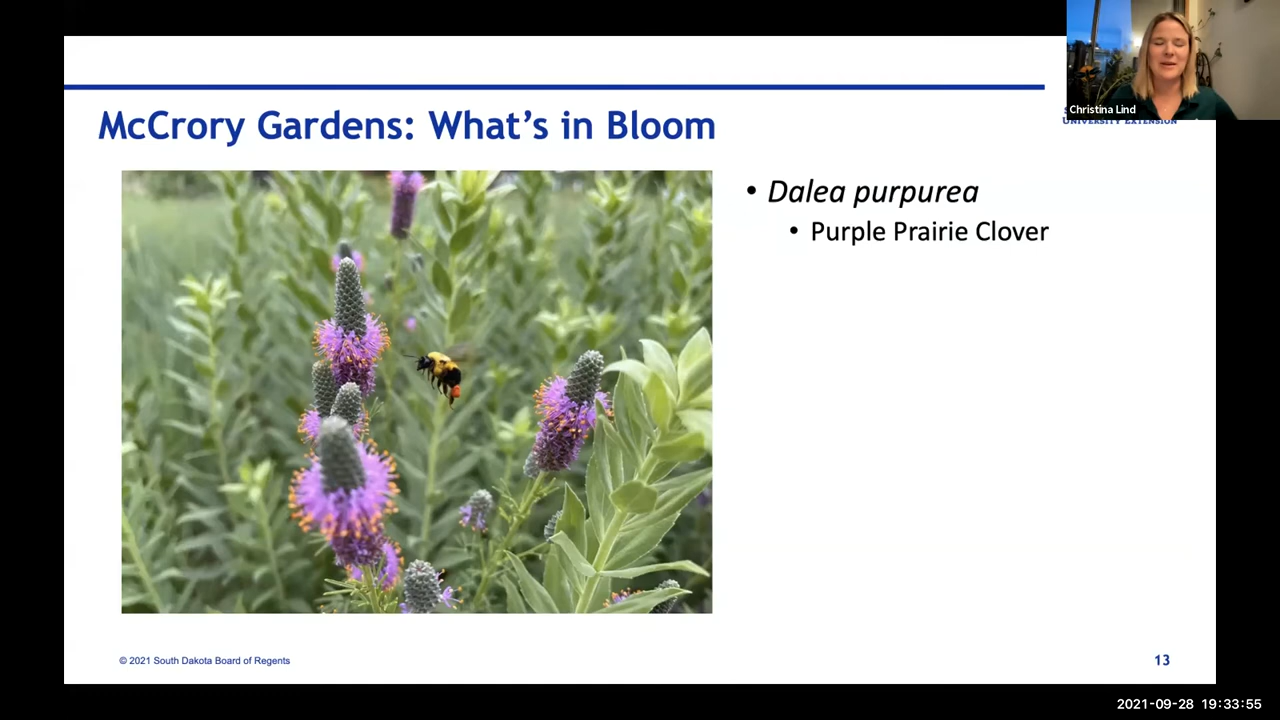 Christina Lind
UNIVERSITY EXTENSION
McCrory Gardens: What's in Bloom
• Dalea purpurea
• Purple Prairie Clover
© 2021 South Dakota Board of Regents
13
2021-09-28 19:33:55